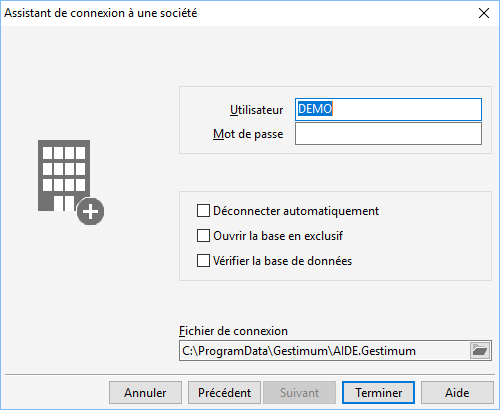 Assistant de connexion à une société
Utilisateur DEMO
Mot de passe
Déconnecter automatiquement
Ouvrir la base en exclusif
Vérifier la base de données
Fichier de connexion
C:\ProgramData\Gestimum\AIDE.Gestimum
Annuler Précédent Suivant Terminer Aide